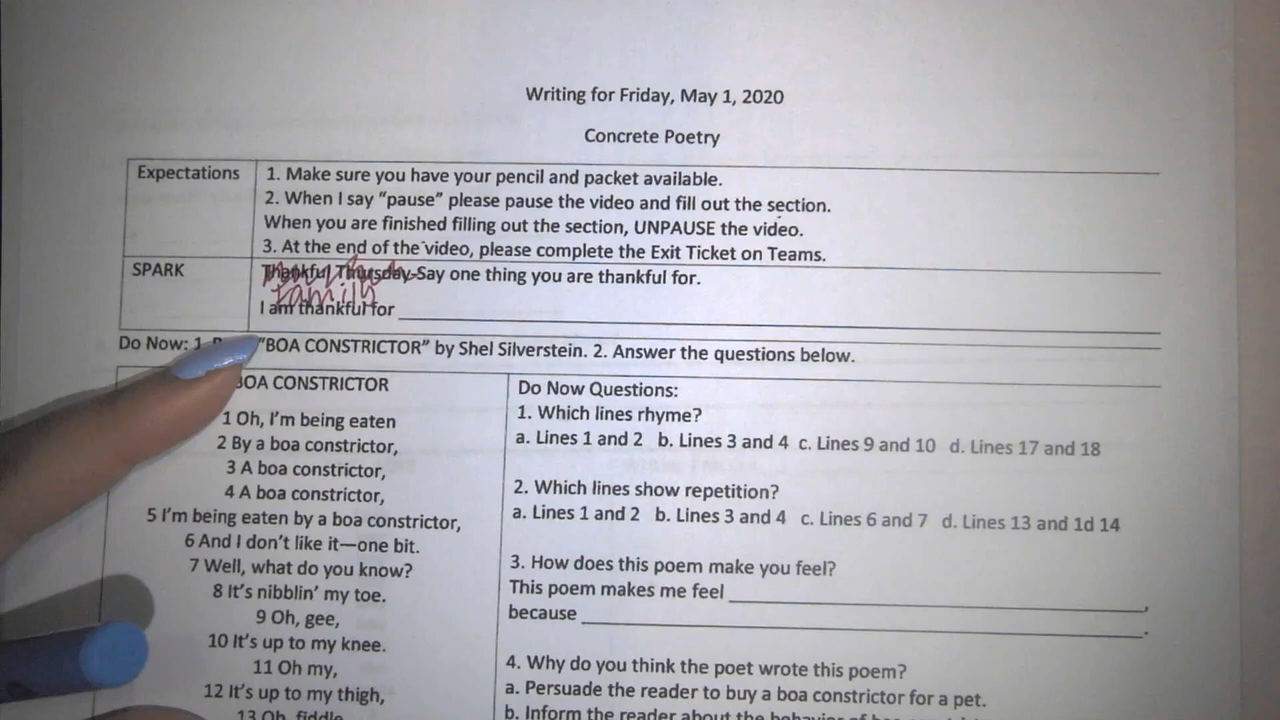 Writing for Friday, May 1, 2020
Concrete Poetry
Expectations
1. Make sure you have your pencil and packet available.
2. When I say “pause” please pause the video and fill out the section.
When you are finished filling out the section, UNPAUSE the video.
3. At the end of the video, please complete the Exit Ticket on Teams.
SPARK
Thankful Thursday-Say one thing you are thankful for.
family
I am thankful for
Do Now: 1. “BOA CONSTRICTOR” by Shel Silverstein. 2. Answer the questions below.
BOA CONSTRICTOR
1 Oh, I’m being eaten
2 By a boa constrictor,
3 A boa constrictor,
4 A boa constrictor,
5 I’m being eaten by a boa constrictor,
6 And I don’t like it—one bit.
7 Well, what do you know?
8 It’s nibblin’ my toe.
9 Oh, gee,
10 It’s up to my knee.
11 Oh my,
12 It’s up to my thigh,
13 Oh, fiddle
Do Now Questions:
1. Which lines rhyme?
a. Lines 1 and 2 b. Lines 3 and 4 c. Lines 9 and 10 d. Lines 17 and 18
2. Which lines show repetition?
a. Lines 1 and 2 b. Lines 3 and 4 c. Lines 6 and 7 d. Lines 13 and 1d 14
3. How does this poem make you feel?
This poem makes me feel ,
because .
4. Why do you think the poet wrote this poem?
a. Persuade the reader to buy a boa constrictor for a pet.
b. Inform the reader about the behavior of